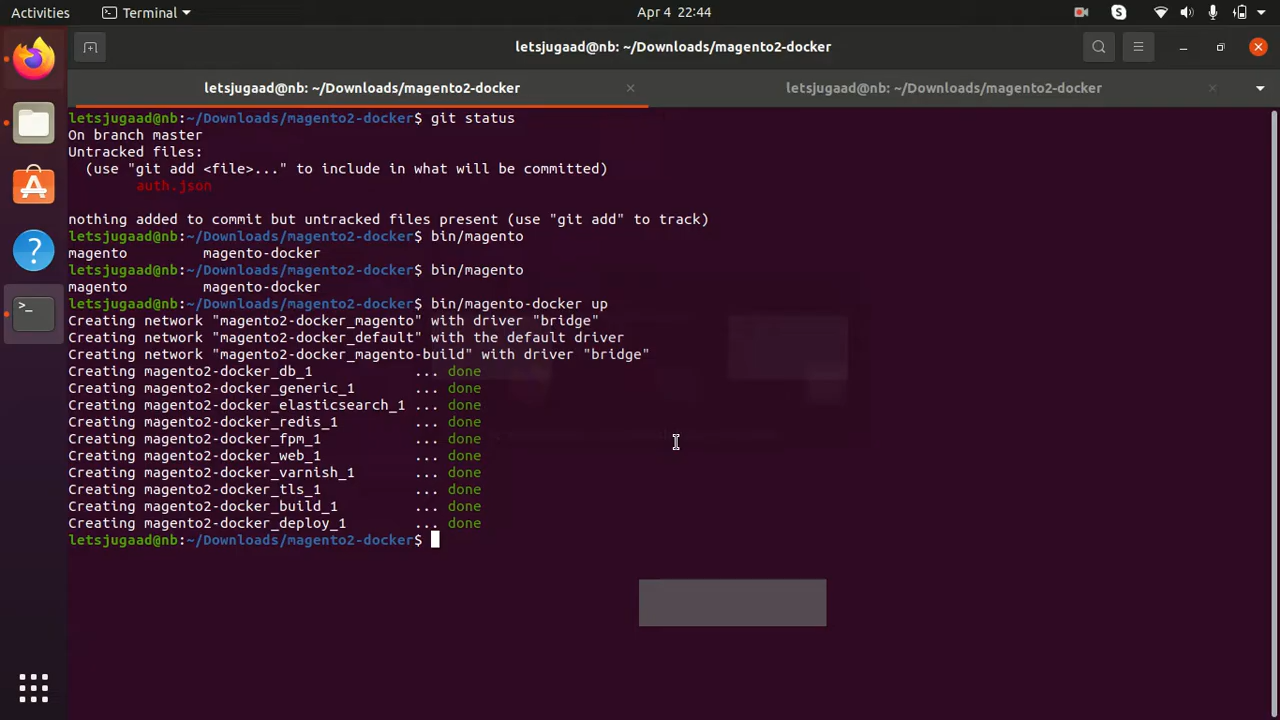 Activities
Terminal
Apr 4 22:44
letsjugaad@nb: ~/Downloads/magento2-docker
letsjugaad@nb: ~/Downloads/magento2-docker
letsjugaad@nb: ~/Downloads/magento2-docker
letsjugaad@nb:~/Downloads/magento2-docker$ git status
On branch master
Untracked files:
  (use "git add <file>..." to include in what will be committed)
        auth.json
nothing added to commit but untracked files present (use "git add" to track)
letsjugaad@nb:~/Downloads/magento2-docker$ bin/magento
magento         magento-docker
letsjugaad@nb:~/Downloads/magento2-docker$ bin/magento
magento         magento-docker
letsjugaad@nb:~/Downloads/magento2-docker$ bin/magento-docker up
Creating network "magento2-docker_magento" with driver "bridge"
Creating network "magento2-docker_default" with the default driver
Creating network "magento2-docker_magento-build" with driver "bridge"
Creating magento2-docker_db_1            ... done
Creating magento2-docker_generic_1       ... done
Creating magento2-docker_elasticsearch_1 ... done
Creating magento2-docker_redis_1         ... done
Creating magento2-docker_fpm_1           ... done
Creating magento2-docker_web_1           ... done
Creating magento2-docker_varnish_1       ... done
Creating magento2-docker_tls_1           ... done
Creating magento2-docker_build_1         ... done
Creating magento2-docker_deploy_1        ... done
letsjugaad@nb:~/Downloads/magento2-docker$